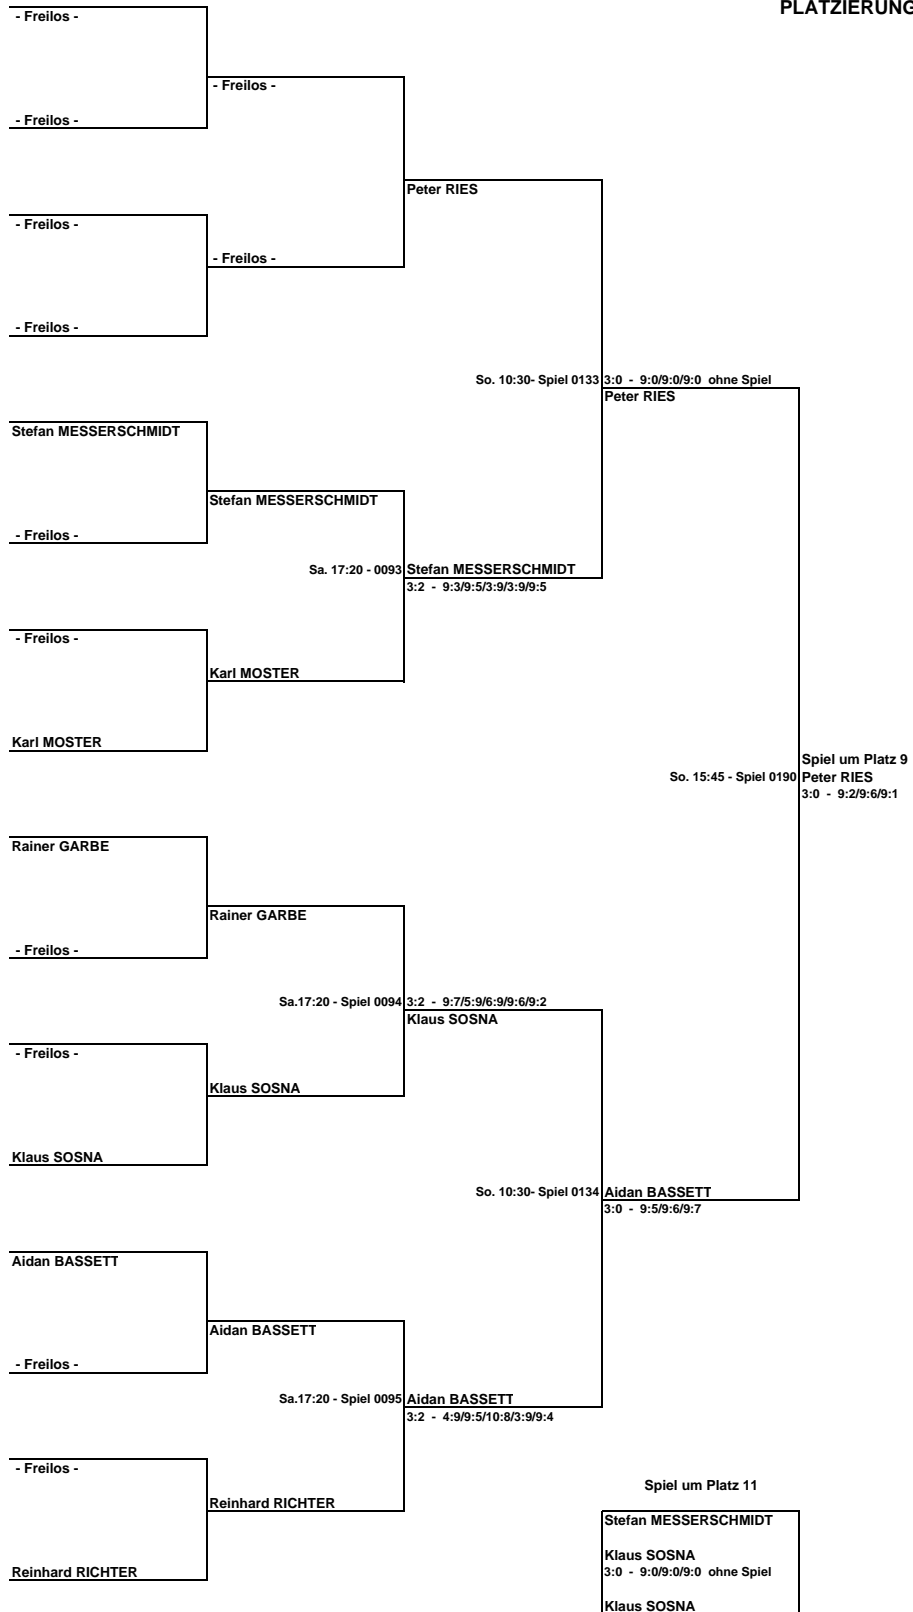 PLATZIERUNG
- Freilos -
- Freilos -
- Freilos -
Peter RIES
- Freilos -
- Freilos -
- Freilos -
So. 10:30- Spiel 0133 3:0 - 9:0/9:0/9:0 ohne Spiel
Peter RIES
Stefan MESSERSCHMIDT
Stefan MESSERSCHMIDT
- Freilos -
Sa. 17:20 - 0093 Stefan MESSERSCHMIDT
3:2 - 9:3/9:5/3:9/3:9/9:5
- Freilos -
Karl MOSTER
Karl MOSTER
Spiel um Platz 9
So. 15:45 - Spiel 0190 Peter RIES
3:0 - 9:2/9:6/9:1
Rainer GARBE
Rainer GARBE
- Freilos -
Sa.17:20 - Spiel 0094 3:2 - 9:7/5:9/6:9/9:6/9:2
Klaus SOSNA
- Freilos -
Klaus SOSNA
Klaus SOSNA
So. 10:30- Spiel 0134 Aidan BASSETT
3:0 - 9:5/9:6/9:7
Aidan BASSETT
Aidan BASSETT
- Freilos -
Sa.17:20 - Spiel 0095 Aidan BASSETT
3:2 - 4:9/9:5/10:8/3:9/9:4
- Freilos -
Spiel um Platz 11
Reinhard RICHTER
Stefan MESSERSCHMIDT
Klaus SOSNA
3:0 - 9:0/9:0/9:0 ohne Spiel
Reinhard RICHTER
Klaus SOSNA